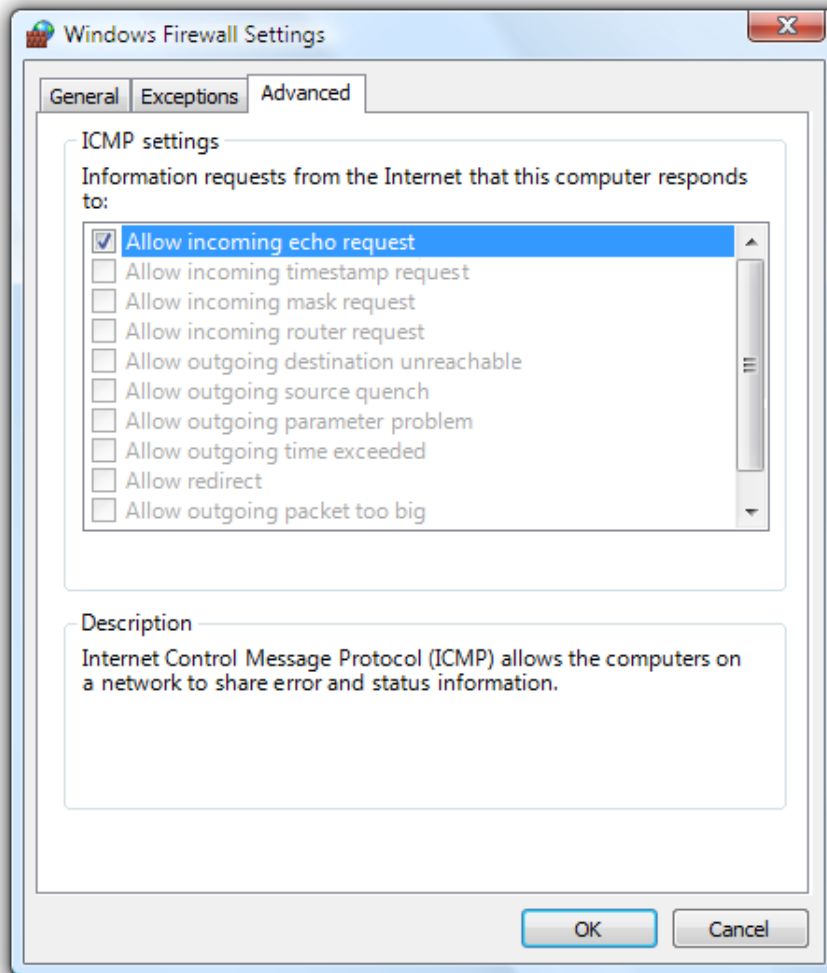 Windows Firewall Settings
General
Exceptions
Advanced
ICMP settings
Information requests from the Internet that this computer responds
to:
Allow incoming echo request
Allow incoming timestamp request
Allow incoming mask request
Allow incoming router request
Allow outgoing destination unreachable
Allow outgoing source quench
Allow outgoing parameter problem
Allow outgoing time exceeded
Allow redirect
Allow outgoing packet too big
Description
Internet Control Message Protocol (ICMP) allows the computers on
a network to share error and status information.
OK
Cancel